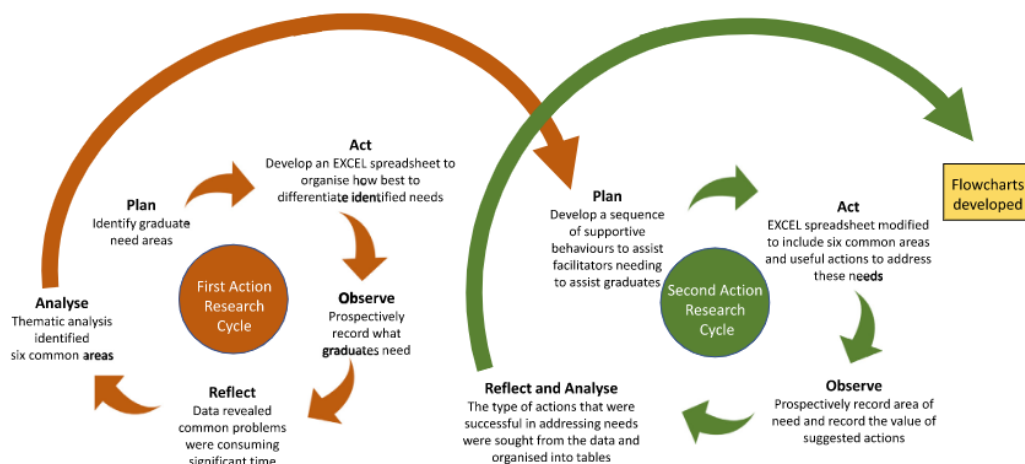 Plan
Identify graduate
need areas
Act
Develop an EXCEL spreadsheet to
organise how best to
differentiate identified needs
First Action
Research
Cycle
Observe
Prospectively
record what
graduates need
Reflect
Data revealed
common problems
were consuming
significant time
Analyse
Thematic analysis
identified
six common areas
Plan
Develop a sequence
of supportive
behaviours to assist
facilitators needing
to assist graduates
Act
EXCEL spreadsheet modified
to include six common areas
and useful actions to address
these needs
Second Action
Research
Cycle
Observe
Prospectively record area of
need and record the value of
suggested actions
Reflect and Analyse
The type of actions that were
successful in addressing needs
were sought from the data and
organised into tables
Flowcharts
developed